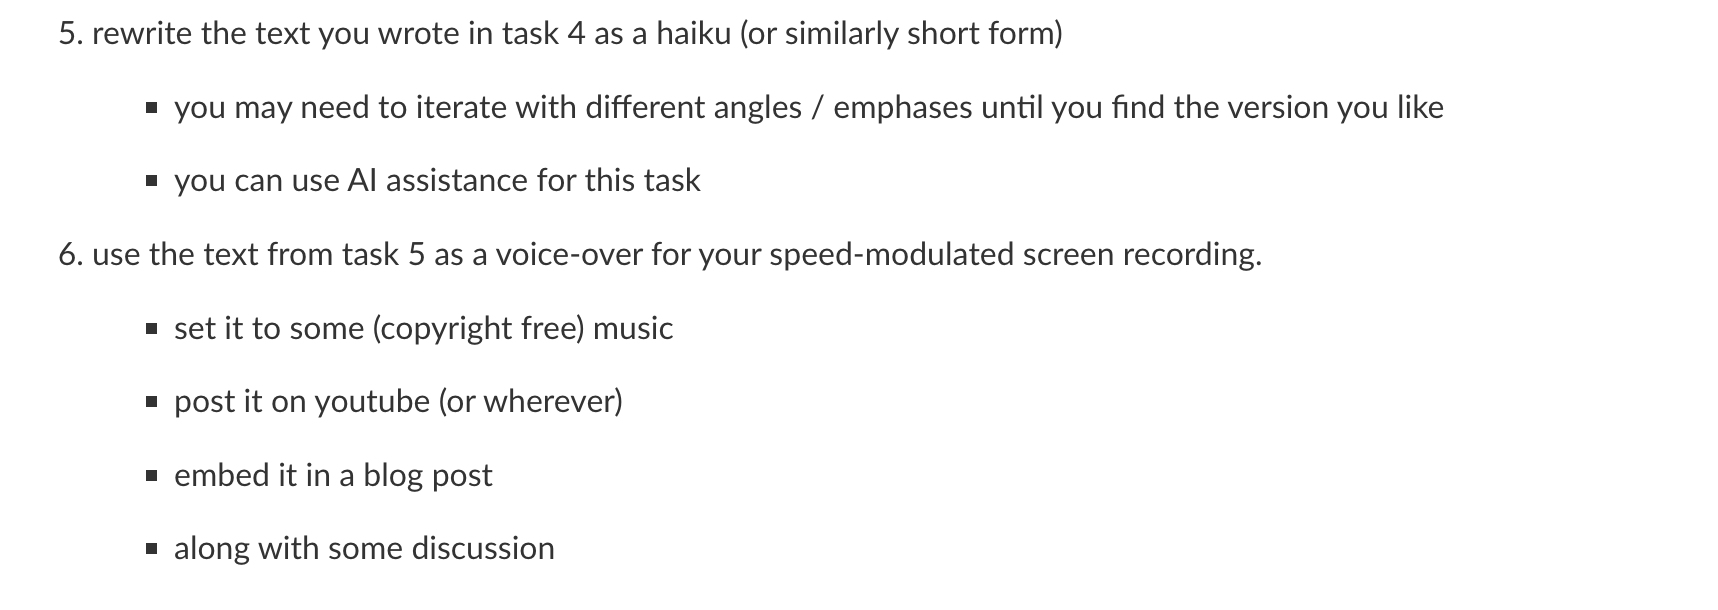 5. rewrite the text you wrote in task 4 as a haiku (or similarly short form)
▪ you may need to iterate with different angles / emphases until you find the version you like
▪ you can use AI assistance for this task
6. use the text from task 5 as a voice-over for your speed-modulated screen recording.
▪ set it to some (copyright free) music
▪ post it on youtube (or wherever)
▪ embed it in a blog post
▪ along with some discussion